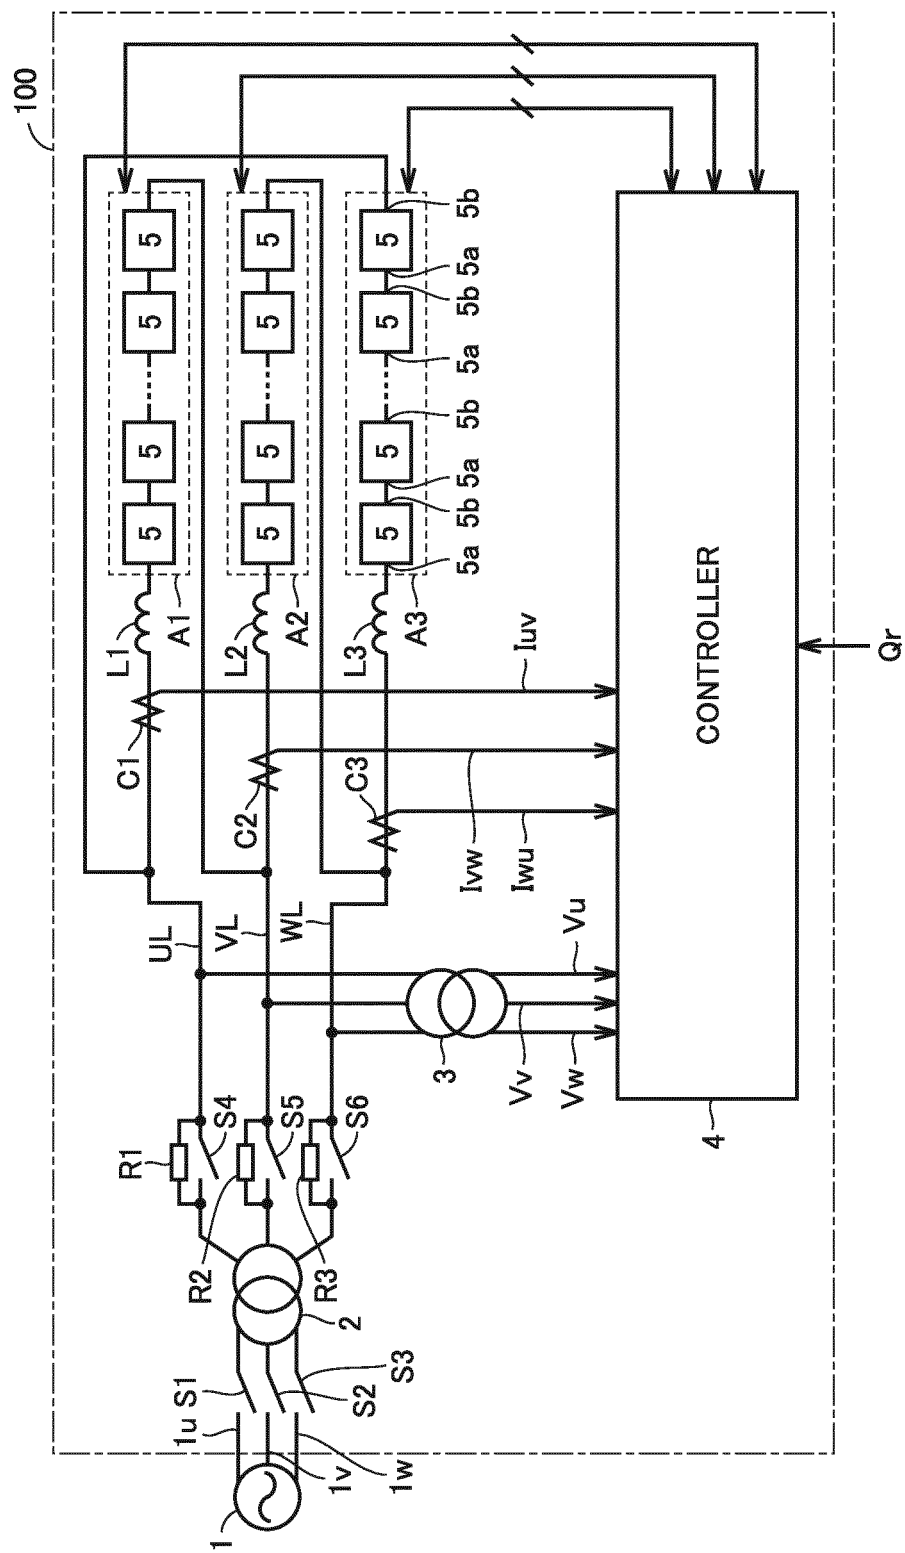 100
5
5
5
5
5
5
5
5
5
5
5
5
5b
5a
5b
5a
5b
5a
5b
5a
A1
A2
A3
L1
L2
L3
C1
C2
C3
Iuv
Ivw
Iwu
UL
VL
WL
Vu
Vv
Vw
3
CONTROLLER
Qr
4
R1
S4
S5
S6
R2
R3
2
S1
S2
S3
1u
1v
1w
1